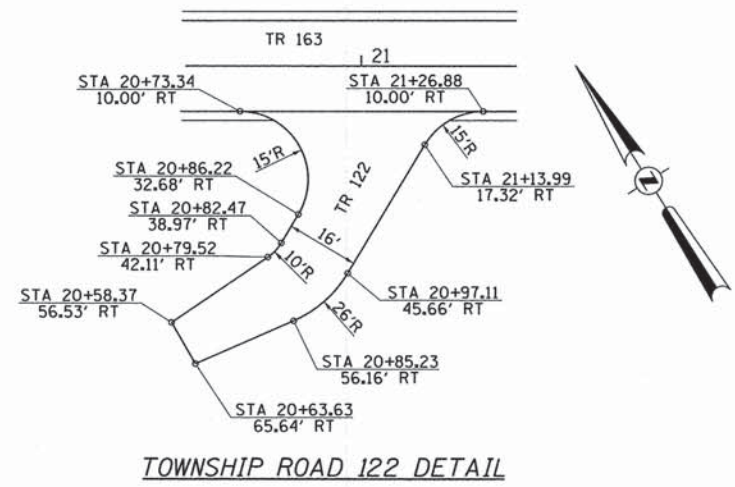 TR 163
21
STA 20+73.34
10.00' RT
STA 21+26.88
10.00' RT
15'R
15'R
STA 21+13.99
17.32' RT
TR 122
STA 20+86.22
32.68' RT
STA 20+82.47
38.97' RT
16'
STA 20+79.52
42.11' RT
10'R
STA 20+97.11
45.66' RT
STA 20+58.37
56.53' RT
26'R
STA 20+85.23
56.16' RT
STA 20+63.63
65.64' RT
Z
TOWNSHIP ROAD 122 DETAIL